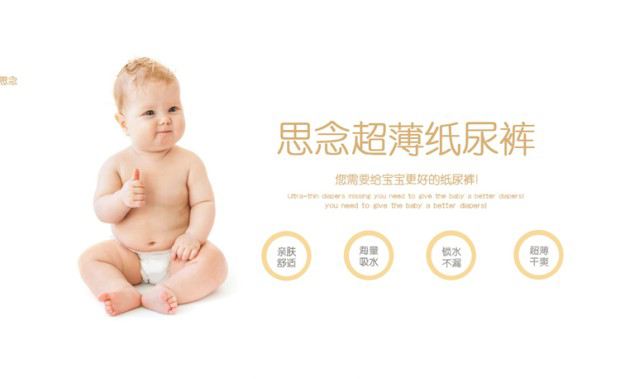 思念
思念超薄纸尿裤
您需要给宝宝更好的纸尿裤!
Ultra-thin diapers missing you need to give the baby a better diapers!
you need to give the baby a better diapers!
亲肤
舒适
海量
吸水
锁水
不漏
超薄
干爽